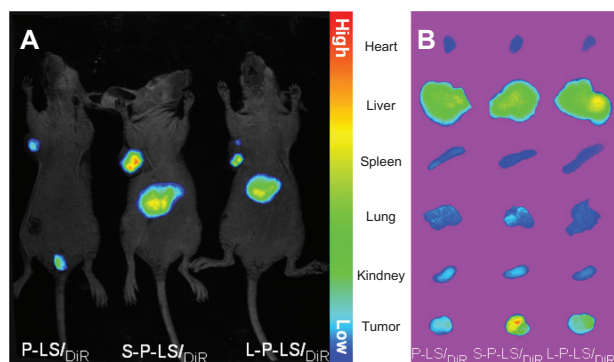 A
High
Low
P-LS/DiR
S-P-LS/DiR
L-P-LS/DiR
B
Heart
Liver
Spleen
Lung
Kindney
Tumor
P-LS/DiR
S-P-LS/DiR
L-P-LS/DiR